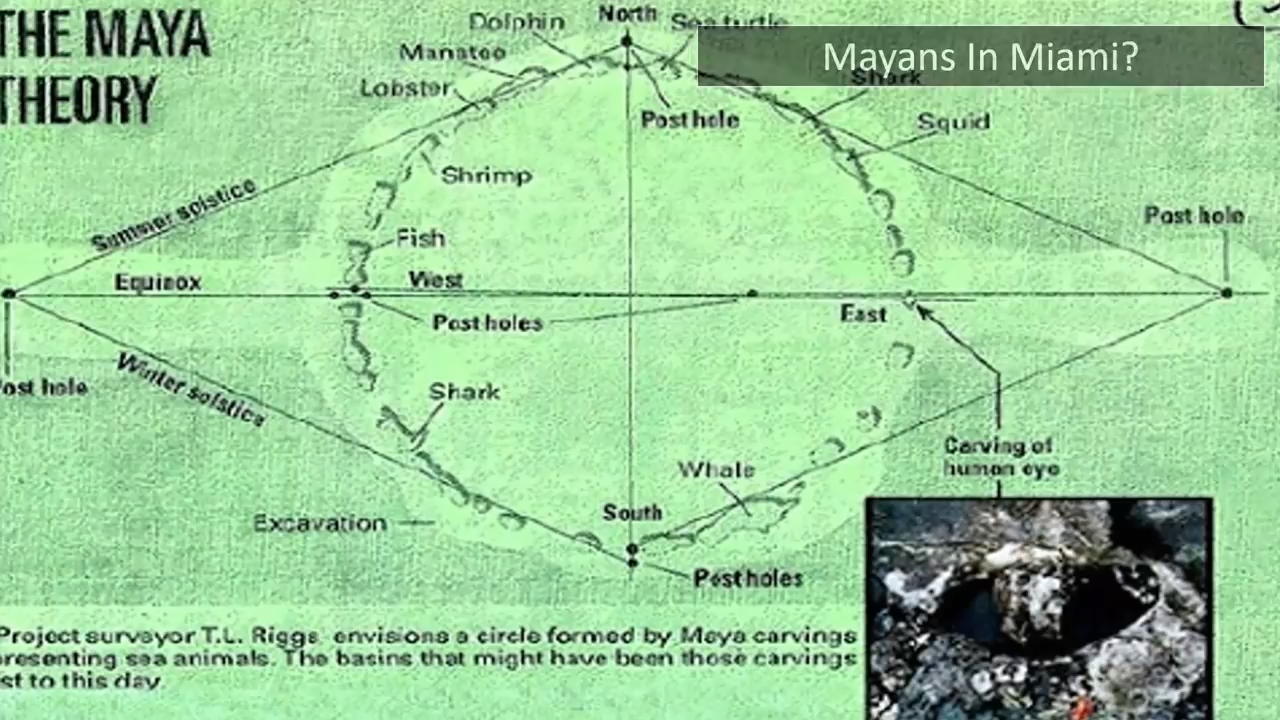 THE MAYA
THEORY
Mayans In Miami?
North
Dolphin
Sea turtle
Manatee
Lobster
Shark
Post hole
Squid
Shrimp
Post hole
Summer solstice
Fish
Equinox
West
Post holes
East
ost hole
Winter solstice
Shark
Carving of
human eye
Whale
South
Excavation
Post holes
Project surveyor T.L. Riggs envisions a circle formed by Maya carvings
resenting sea animals. The basins that might have been those carvings
st to this day.